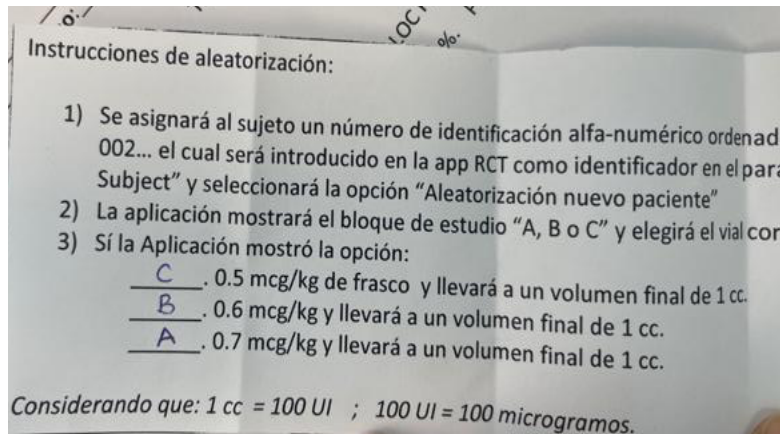 LOC
%.
Instrucciones de aleatorización:
1) Se asignará al sujeto un número de identificación alfa-numérico ordenad
002... el cual será introducido en la app RCT como identificador en el par
Subject” y seleccionará la opción “Aleatorización nuevo paciente”
2) La aplicación mostrará el bloque de estudio “A, B o C” y elegirá el vial
3) Sí la Aplicación mostró la opción:
C . 0.5 mcg/kg de frasco y llevará a un volumen final de 1 cc.
B . 0.6 mcg/kg y llevará a un volumen final de 1 cc.
A . 0.7 mcg/kg y llevará a un volumen final de 1 cc.
Considerando que: 1 cc = 100 UI ; 100 UI = 100 microgramos.